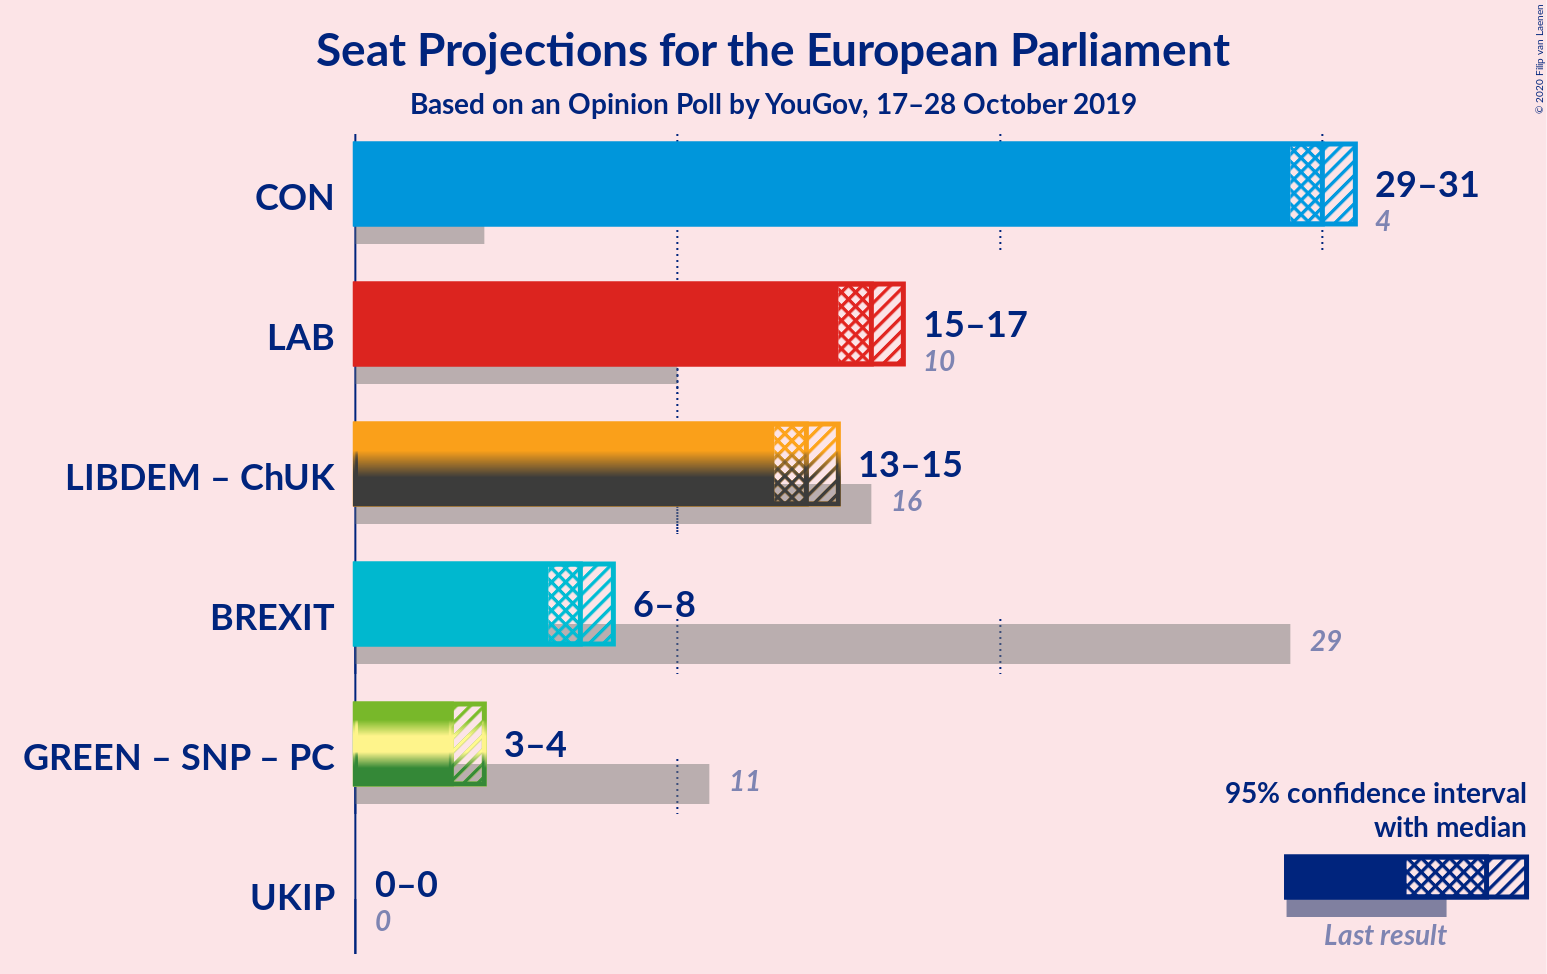 Seat Projections for the European Parliament
Based on an Opinion Poll by YouGov, 17–28 October 2019
© 2020 Filip van Laenen
CON
29–31
4
LAB
15–17
10
LIBDEM – ChUK
13–15
16
BREXIT
6–8
29
GREEN – SNP – PC
3–4
11
UKIP
0–0
0
95% confidence interval
with median
Last result